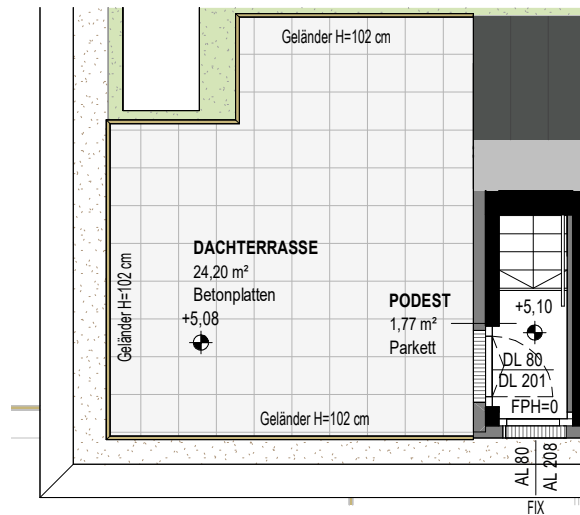 Geländer H=102 cm
Geländer H=102 cm
DACHTERRASSE
24,20 m²
Betonplatten
+5,08
PODEST
1,77 m²
Parkett
+5,10
DL 80
DL 201
FPH=0
Geländer H=102 cm
AL 80
AL 208
FIX